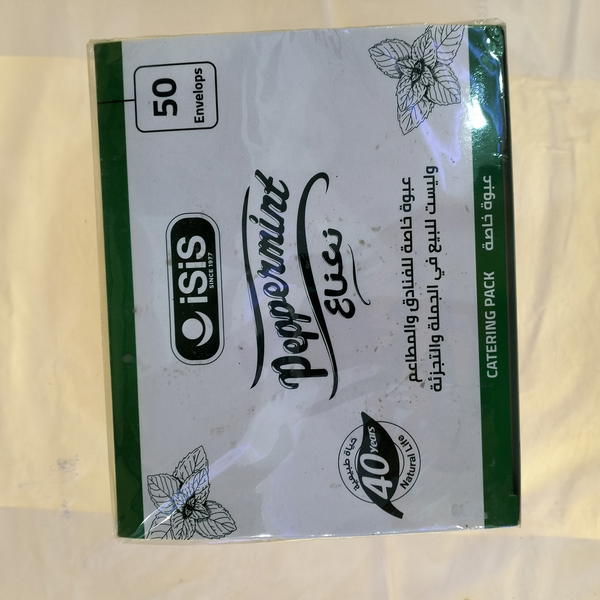 50
Envelops
iSiS
SINCE 1977
Peppermint
نعناع
عبوة خاصة للفنادق والمطاعم
وليست للبيع في الجملة والتجزئة
حياة طبيعية
40 years
Natural Life
CATERING PACK عبوة خاصة